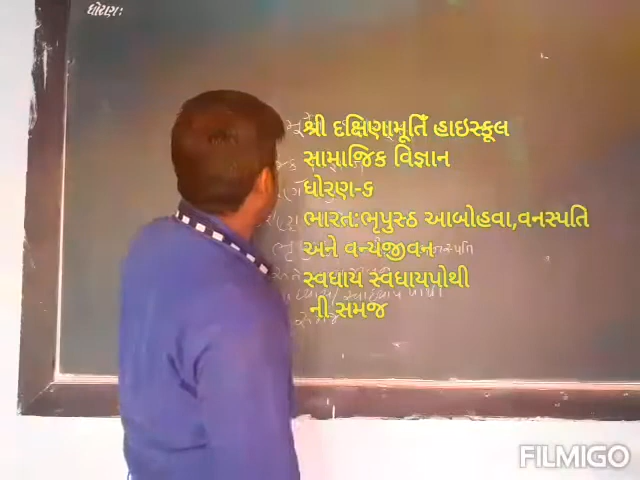 ધોરણ:
શ્રી દક્ષિણામૂર્તિ હાઇસ્કૂલ
સામાજિક વિજ્ઞાન
ધોરણ-૬
ભારત:ભૃપુસ્ઠ આબોહવા,વનસ્પતિ
અને વન્યજીવન
સ્વધાય સ્વધાયપોથી
ની સમજ
FILMIGO